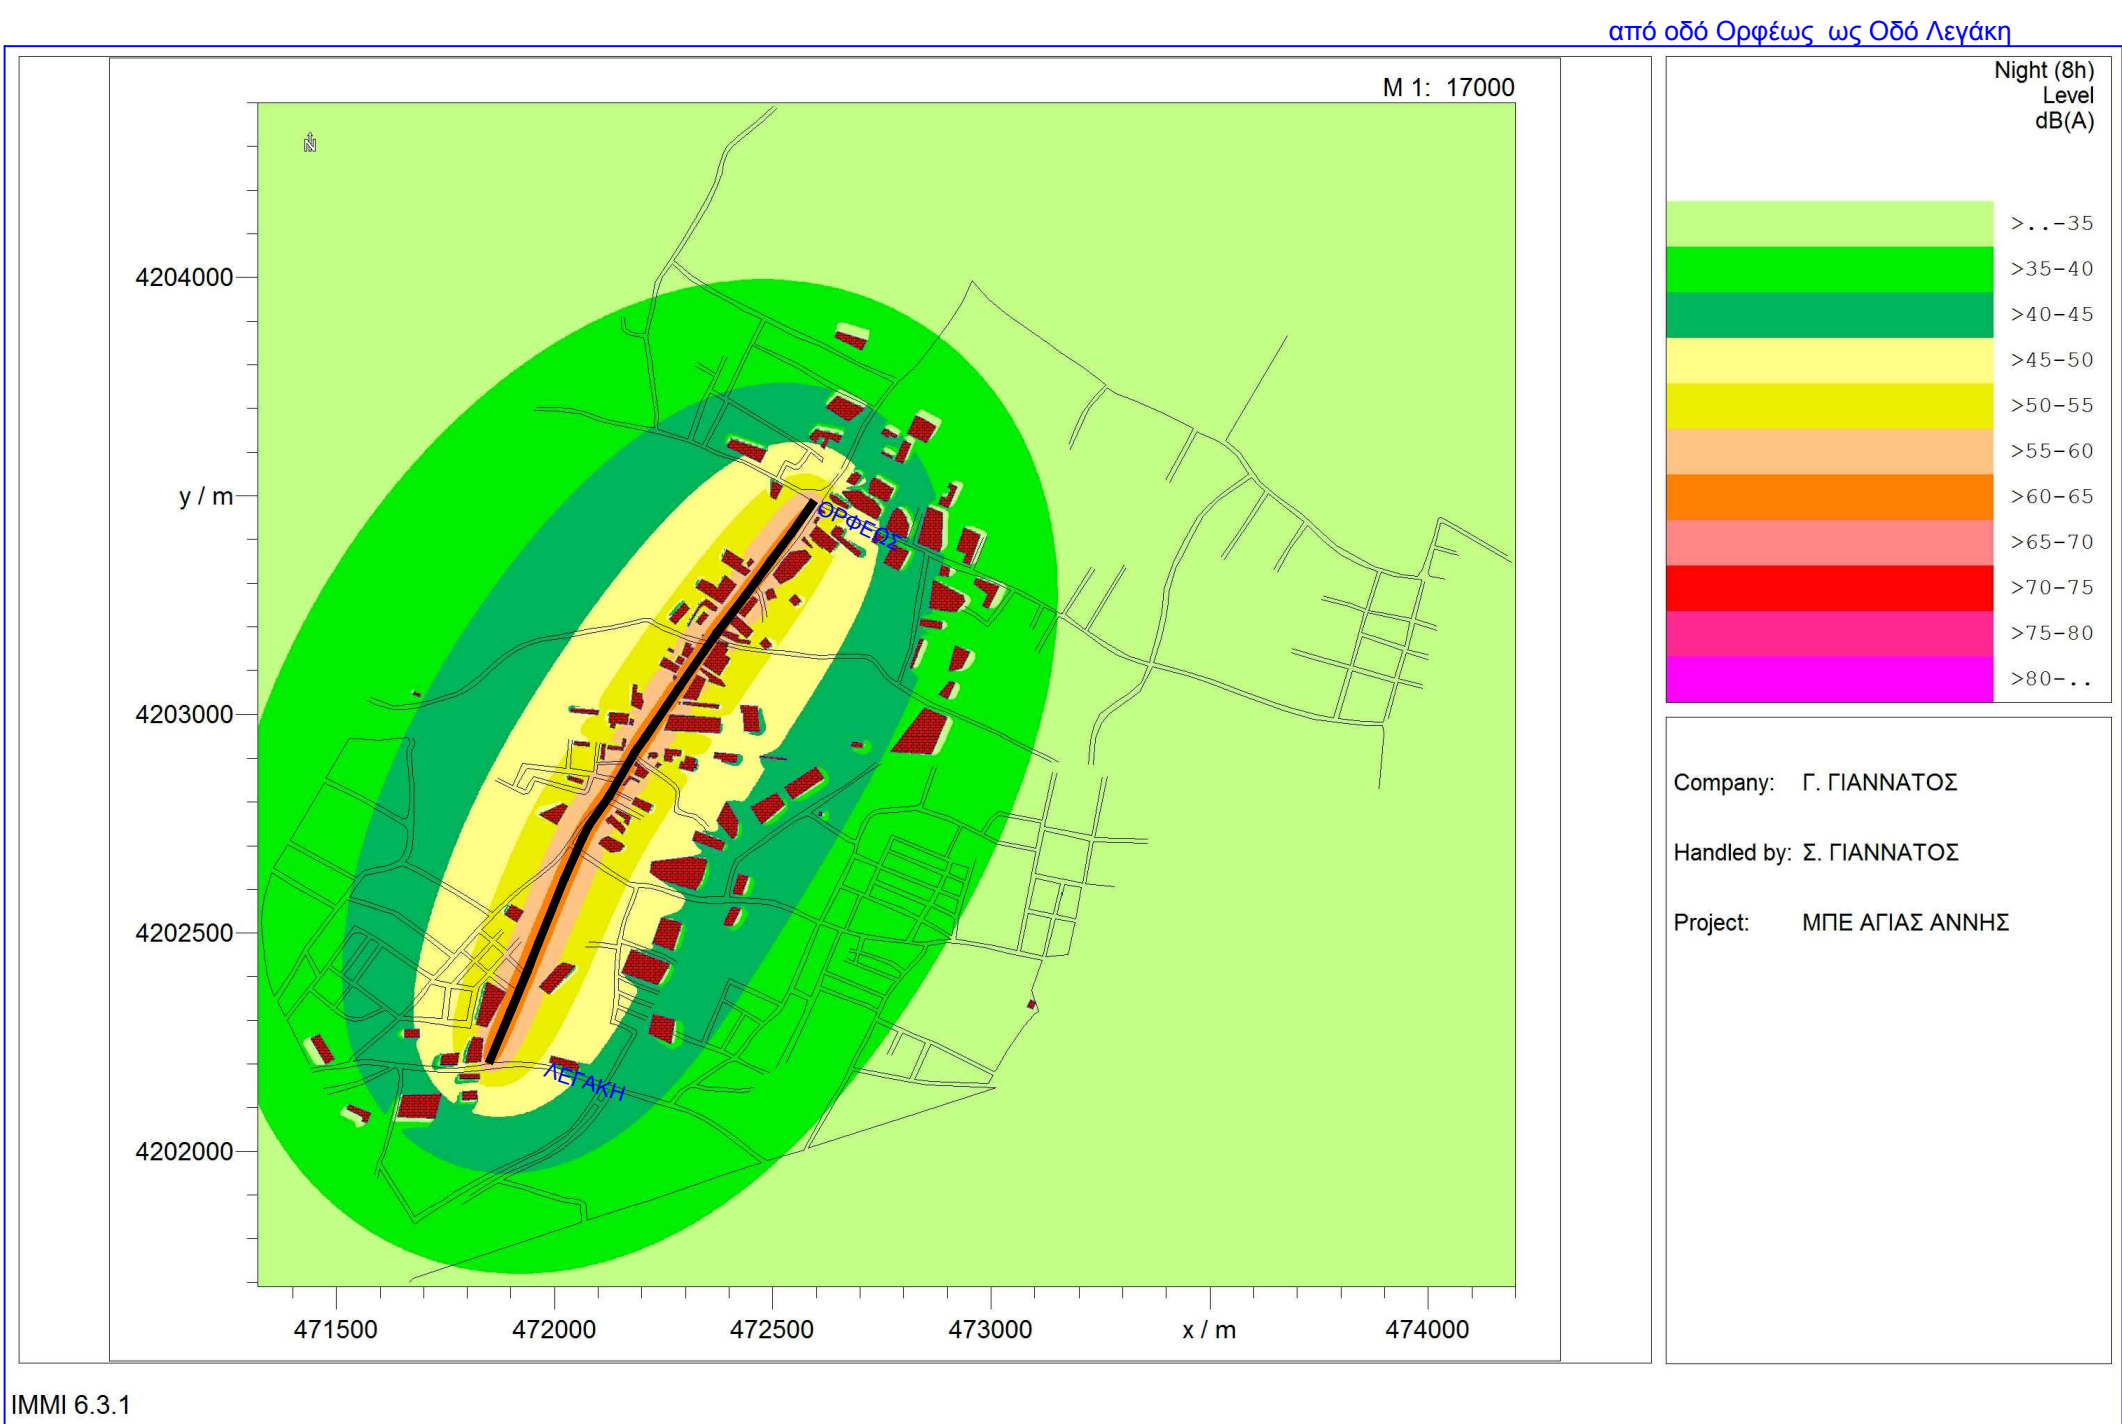 από οδό Ορφέως ως Οδό Λεγάκη
M 1: 17000
Night (8h)
Level
dB(A)
>..-35
>35-40
>40-45
>45-50
>50-55
>55-60
>60-65
>65-70
>70-75
>75-80
>80-..
N
4204000
y / m
4203000
4202500
4202000
ΟΡΦΕΩΣ
ΛΕΓΑΚΗ
471500
472000
472500
473000
x / m
474000
Company: Γ. ΓΙΑΝΝΑΤΟΣ
Handled by: Σ. ΓΙΑΝΝΑΤΟΣ
Project: ΜΠΕ ΑΓΙΑΣ ΑΝΝΗΣ
IMMI 6.3.1